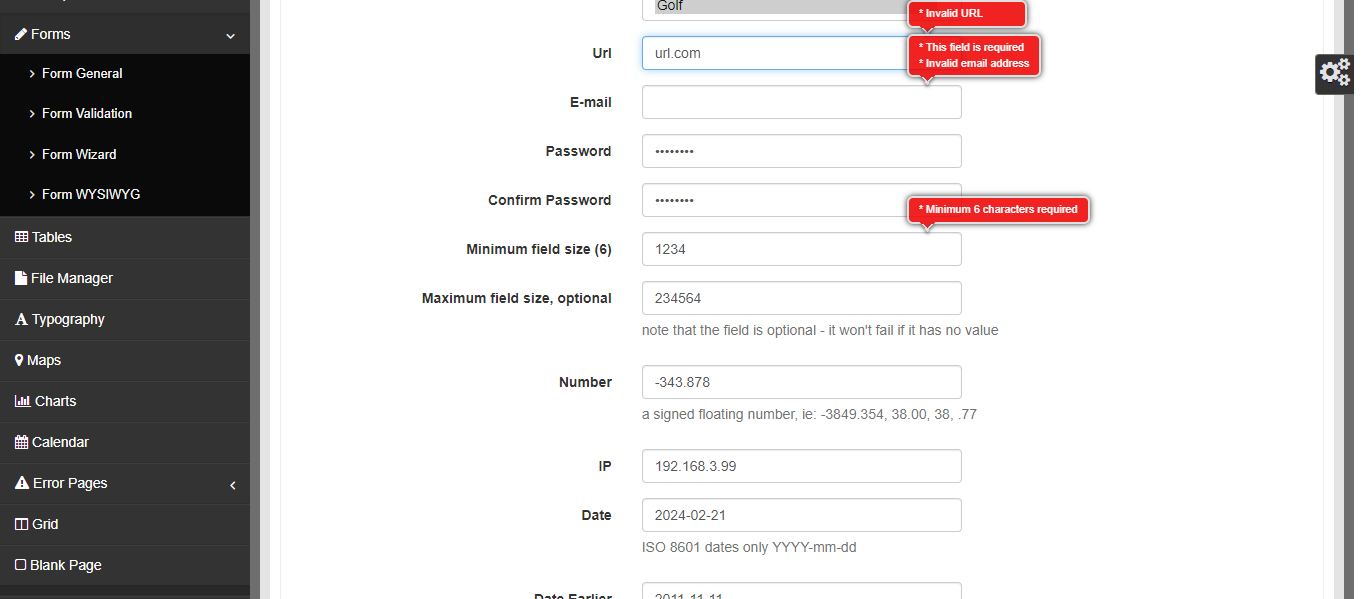 Forms
Form General
Form Validation
Form Wizard
Form WYSIWYG
Tables
File Manager
Typography
Maps
Charts
Calendar
Error Pages
Grid
Blank Page
Golf
* Invalid URL
Url
url.com
* This field is required
* Invalid email address
E-mail
Password
••••••••
Confirm Password
••••••••
* Minimum 6 characters required
Minimum field size (6)
1234
Maximum field size, optional
234564
note that the field is optional - it won't fail if it has no value
Number
-343.878
a signed floating number, ie: -3849.354, 38.00, 38, .77
IP
192.168.3.99
Date
2024-02-21
ISO 8601 dates only YYYY-mm-dd
Date Earlier
2011-11-11